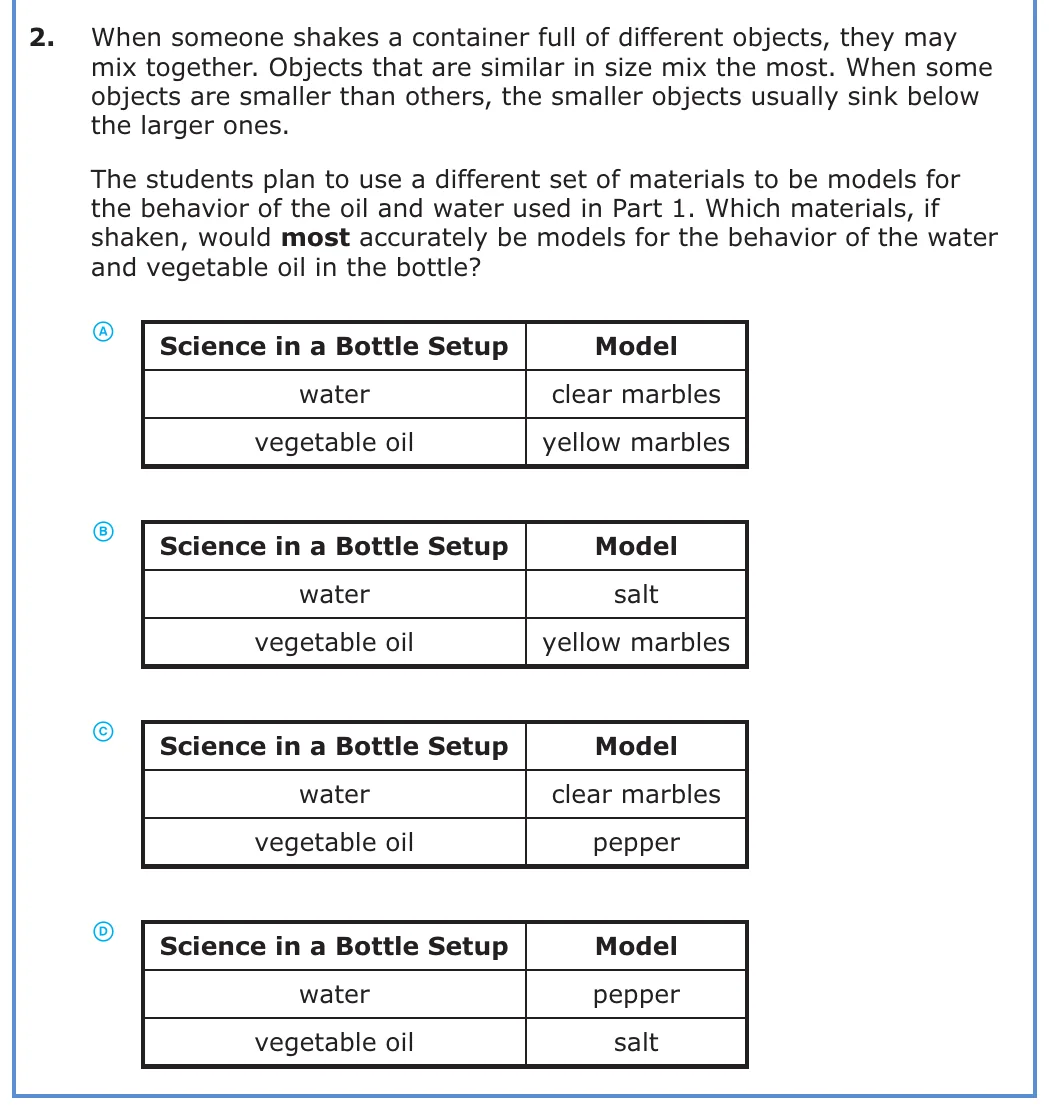 2. When someone shakes a container full of different objects, they may
mix together. Objects that are similar in size mix the most. When some
objects are smaller than others, the smaller objects usually sink below
the larger ones.
The students plan to use a different set of materials to be models for
the behavior of the oil and water used in Part 1. Which materials, if
shaken, would most accurately be models for the behavior of the water
and vegetable oil in the bottle?
A
Science in a Bottle Setup Model
water clear marbles
vegetable oil yellow marbles
B
Science in a Bottle Setup Model
water salt
vegetable oil yellow marbles
C
Science in a Bottle Setup Model
water clear marbles
vegetable oil pepper
D
Science in a Bottle Setup Model
water pepper
vegetable oil salt